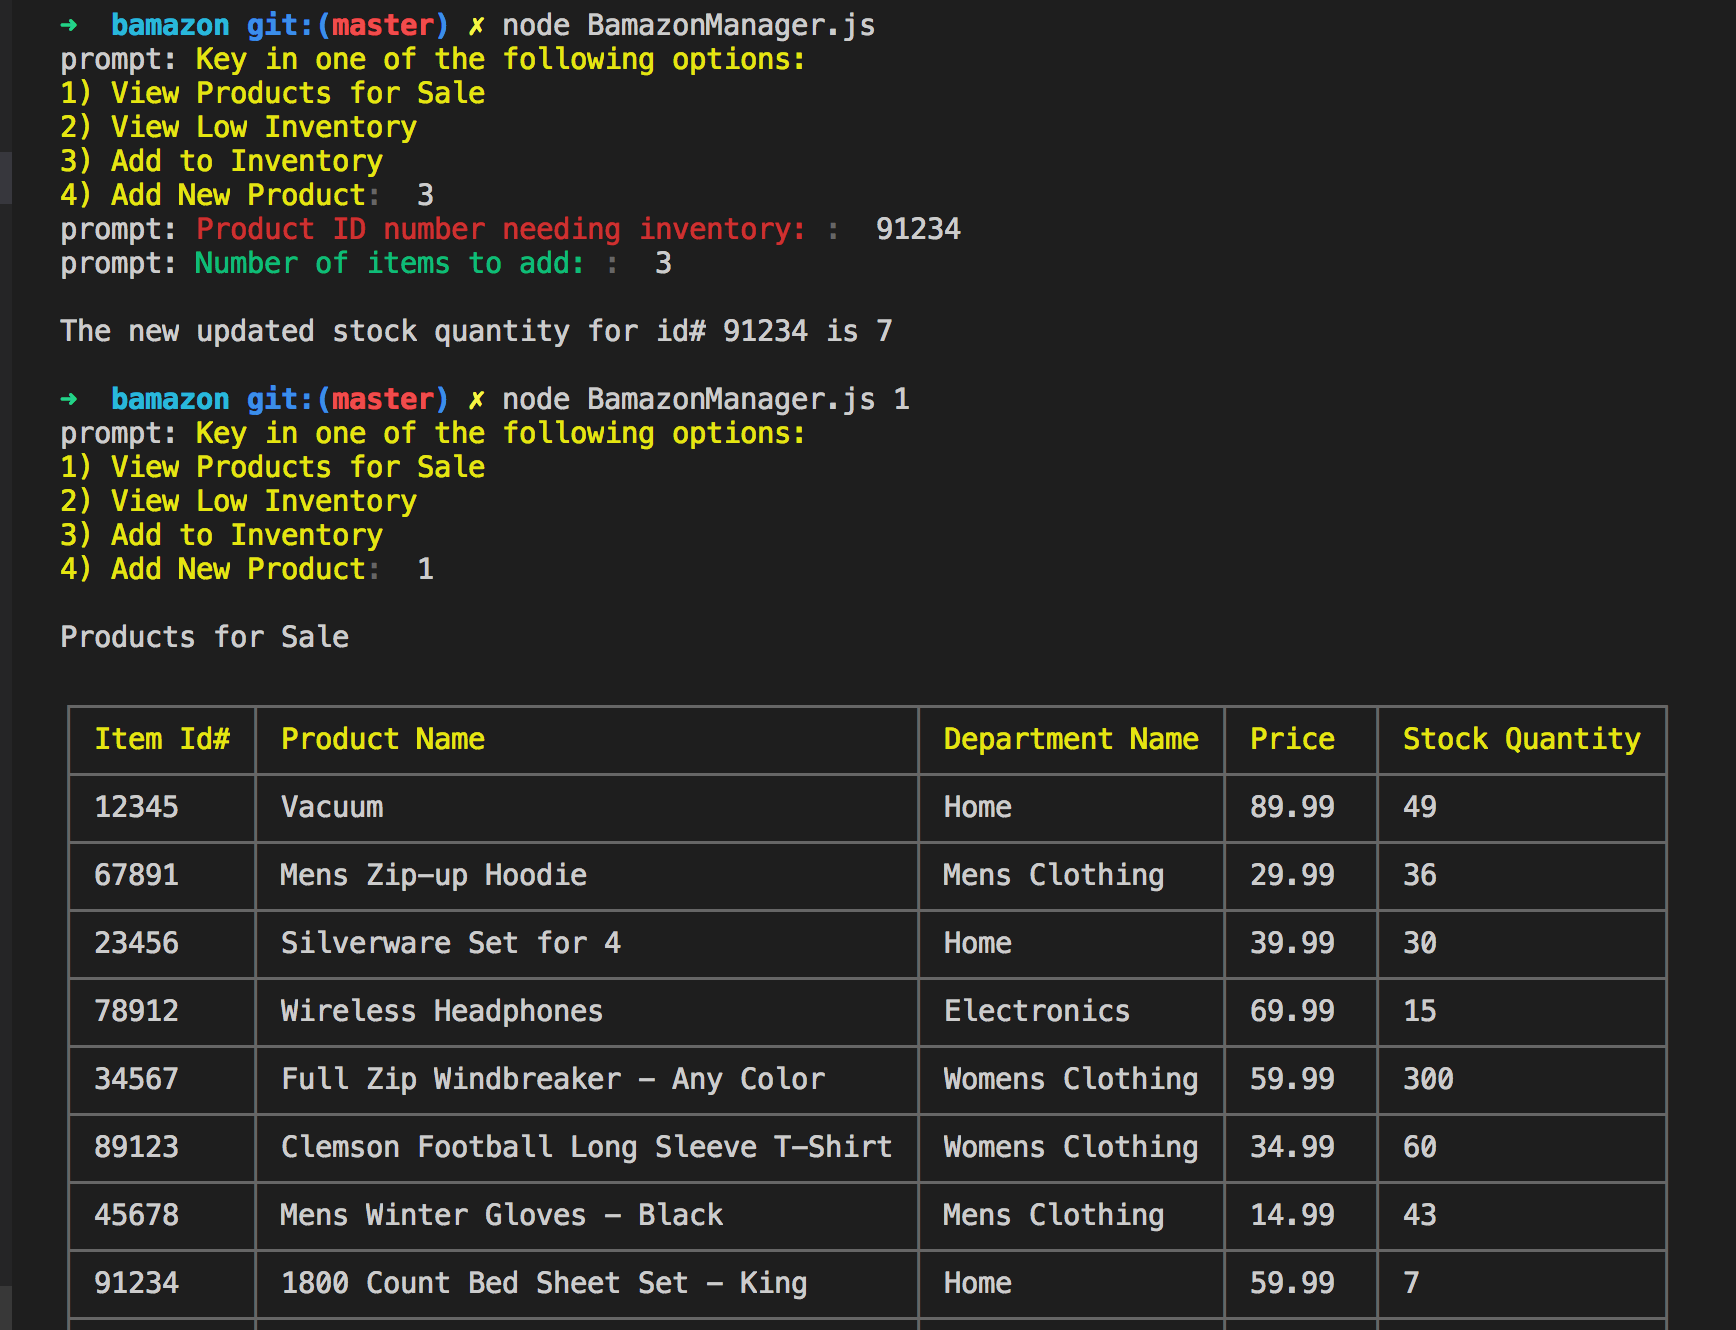 ➜  bamazon git:(master) ✗ node BamazonManager.js
prompt: Key in one of the following options:
1) View Products for Sale
2) View Low Inventory
3) Add to Inventory
4) Add New Product:  3
prompt: Product ID number needing inventory: :  91234
prompt: Number of items to add: :  3
The new updated stock quantity for id# 91234 is 7
➜  bamazon git:(master) ✗ node BamazonManager.js 1
prompt: Key in one of the following options:
1) View Products for Sale
2) View Low Inventory
3) Add to Inventory
4) Add New Product:  1
Products for Sale
Item Id# Product Name Department Name Price Stock Quantity
12345 Vacuum Home 89.99 49
67891 Mens Zip-up Hoodie Mens Clothing 29.99 36
23456 Silverware Set for 4 Home 39.99 30
78912 Wireless Headphones Electronics 69.99 15
34567 Full Zip Windbreaker - Any Color Womens Clothing 59.99 300
89123 Clemson Football Long Sleeve T-Shirt Womens Clothing 34.99 60
45678 Mens Winter Gloves - Black Mens Clothing 14.99 43
91234 1800 Count Bed Sheet Set - King Home 59.99 7